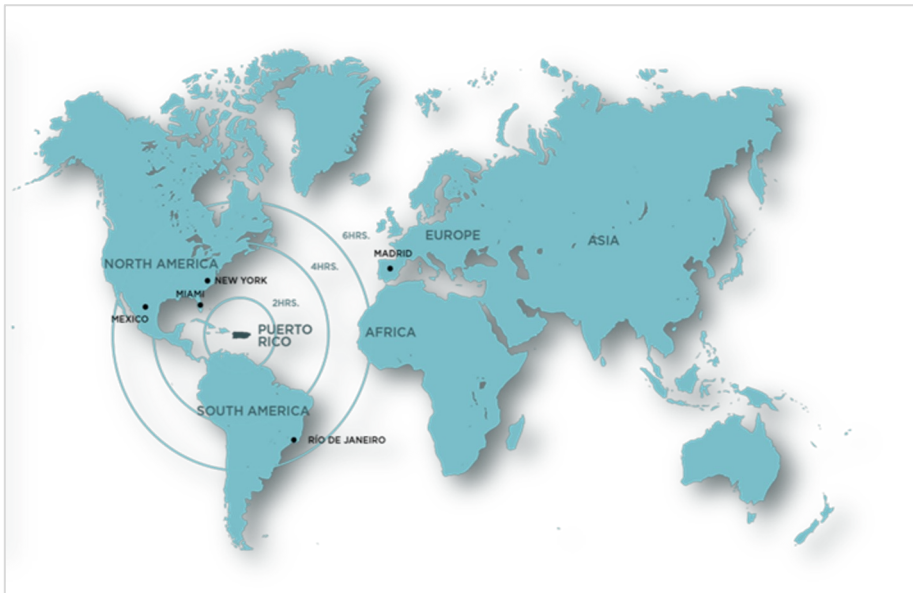 6HRS.
EUROPE
ASIA
MADRID
NORTH AMERICA
4HRS.
NEW YORK
MIAMI
2HRS.
MEXICO
PUERTO
RICO
AFRICA
SOUTH AMERICA
RÍO DE JANEIRO